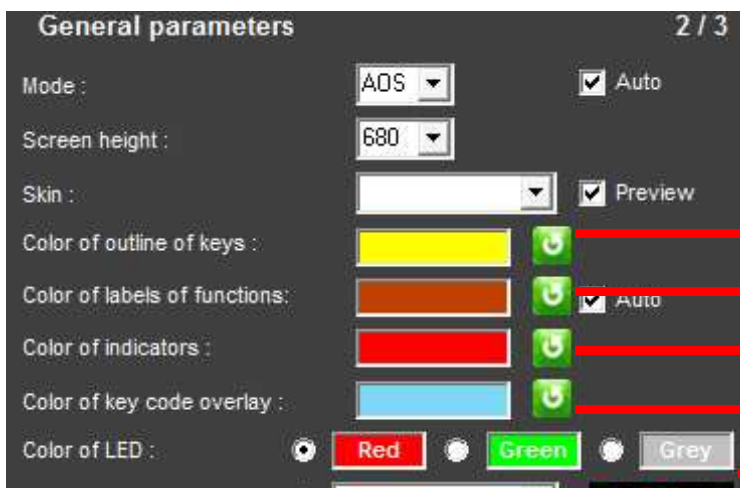 General parameters 2 / 3
Mode : AOS Auto
Screen height : 680
Skin : Preview
Color of outline of keys :
Color of labels of functions: Auto
Color of indicators :
Color of key code overlay :
Color of LED : Red Green Grey